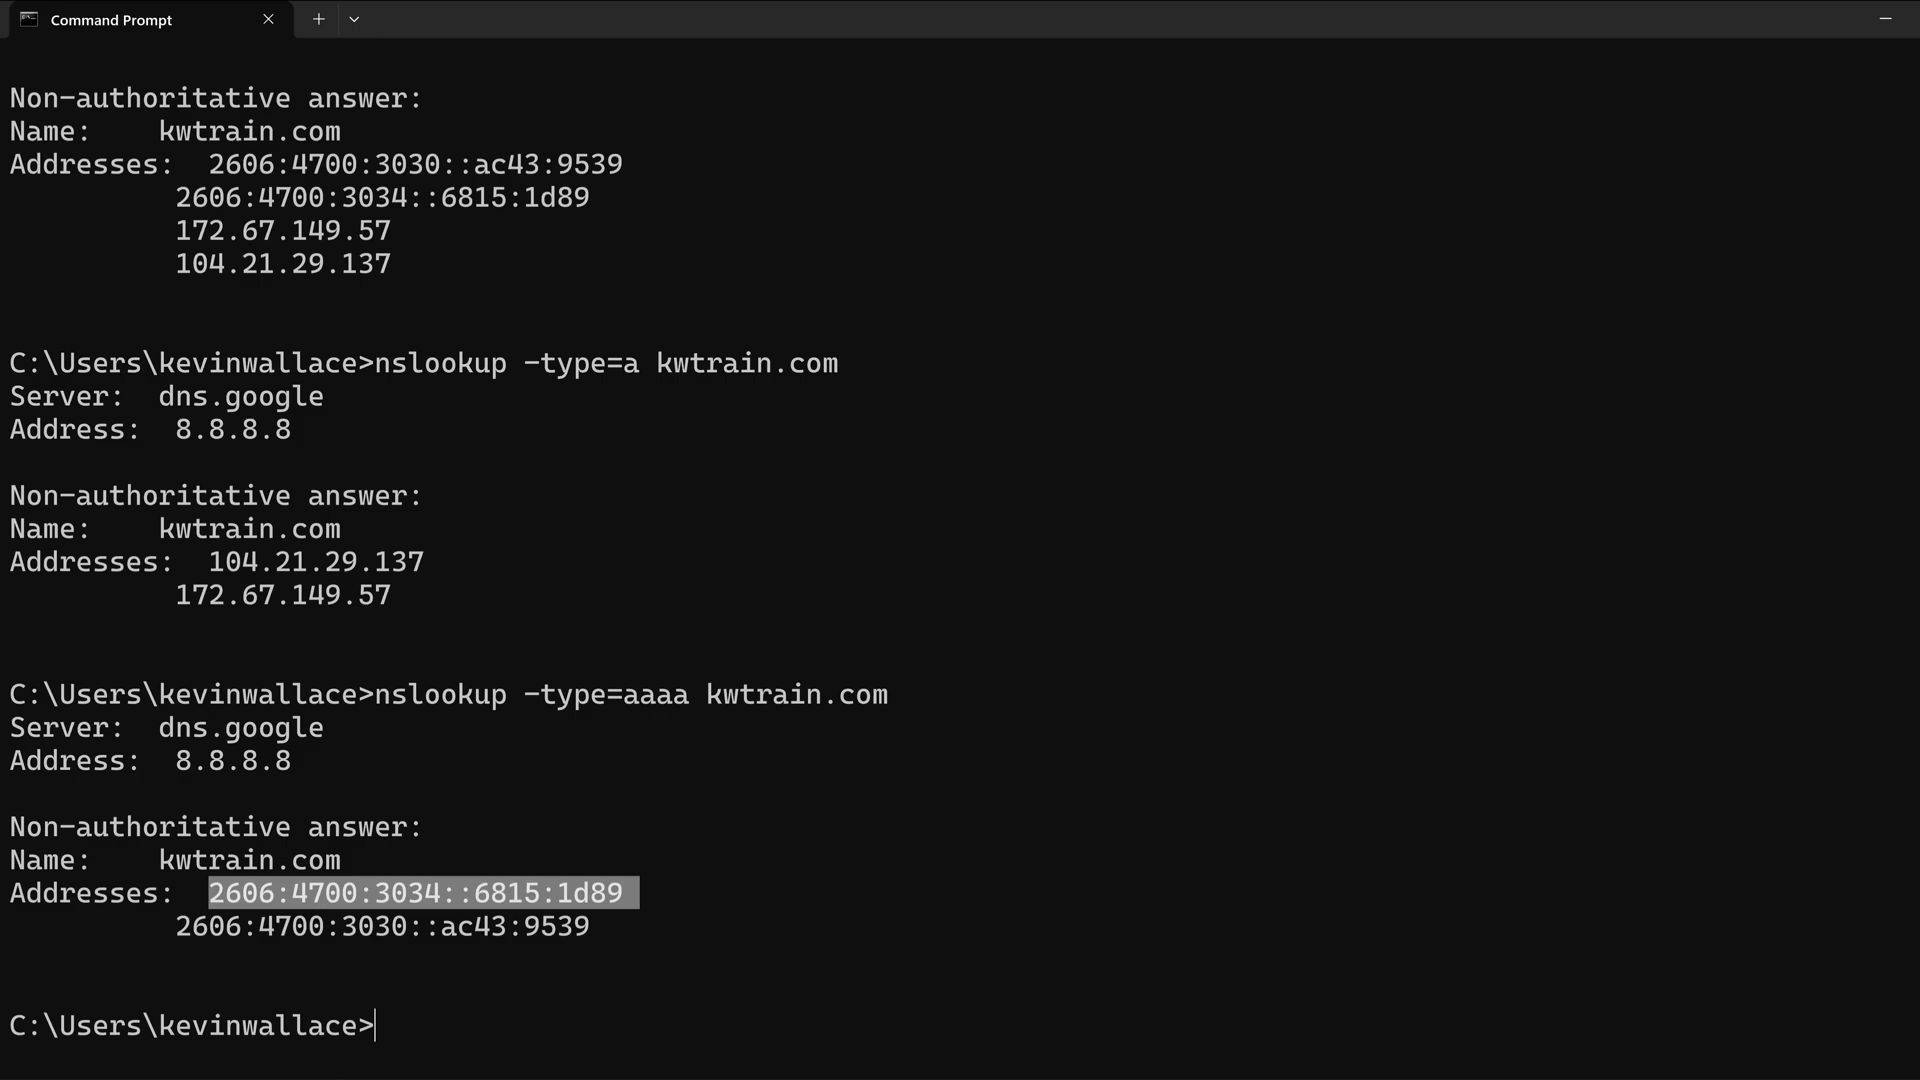 Command Prompt
Non-authoritative answer:
Name:    kwtrain.com
Addresses:  2606:4700:3030::ac43:9539
          2606:4700:3034::6815:1d89
          172.67.149.57
          104.21.29.137
C:\Users\kevinwallace>nslookup -type=a kwtrain.com
Server:  dns.google
Address:  8.8.8.8
Non-authoritative answer:
Name:    kwtrain.com
Addresses:  104.21.29.137
          172.67.149.57
C:\Users\kevinwallace>nslookup -type=aaaa kwtrain.com
Server:  dns.google
Address:  8.8.8.8
Non-authoritative answer:
Name:    kwtrain.com
Addresses:  2606:4700:3034::6815:1d89
          2606:4700:3030::ac43:9539
C:\Users\kevinwallace>